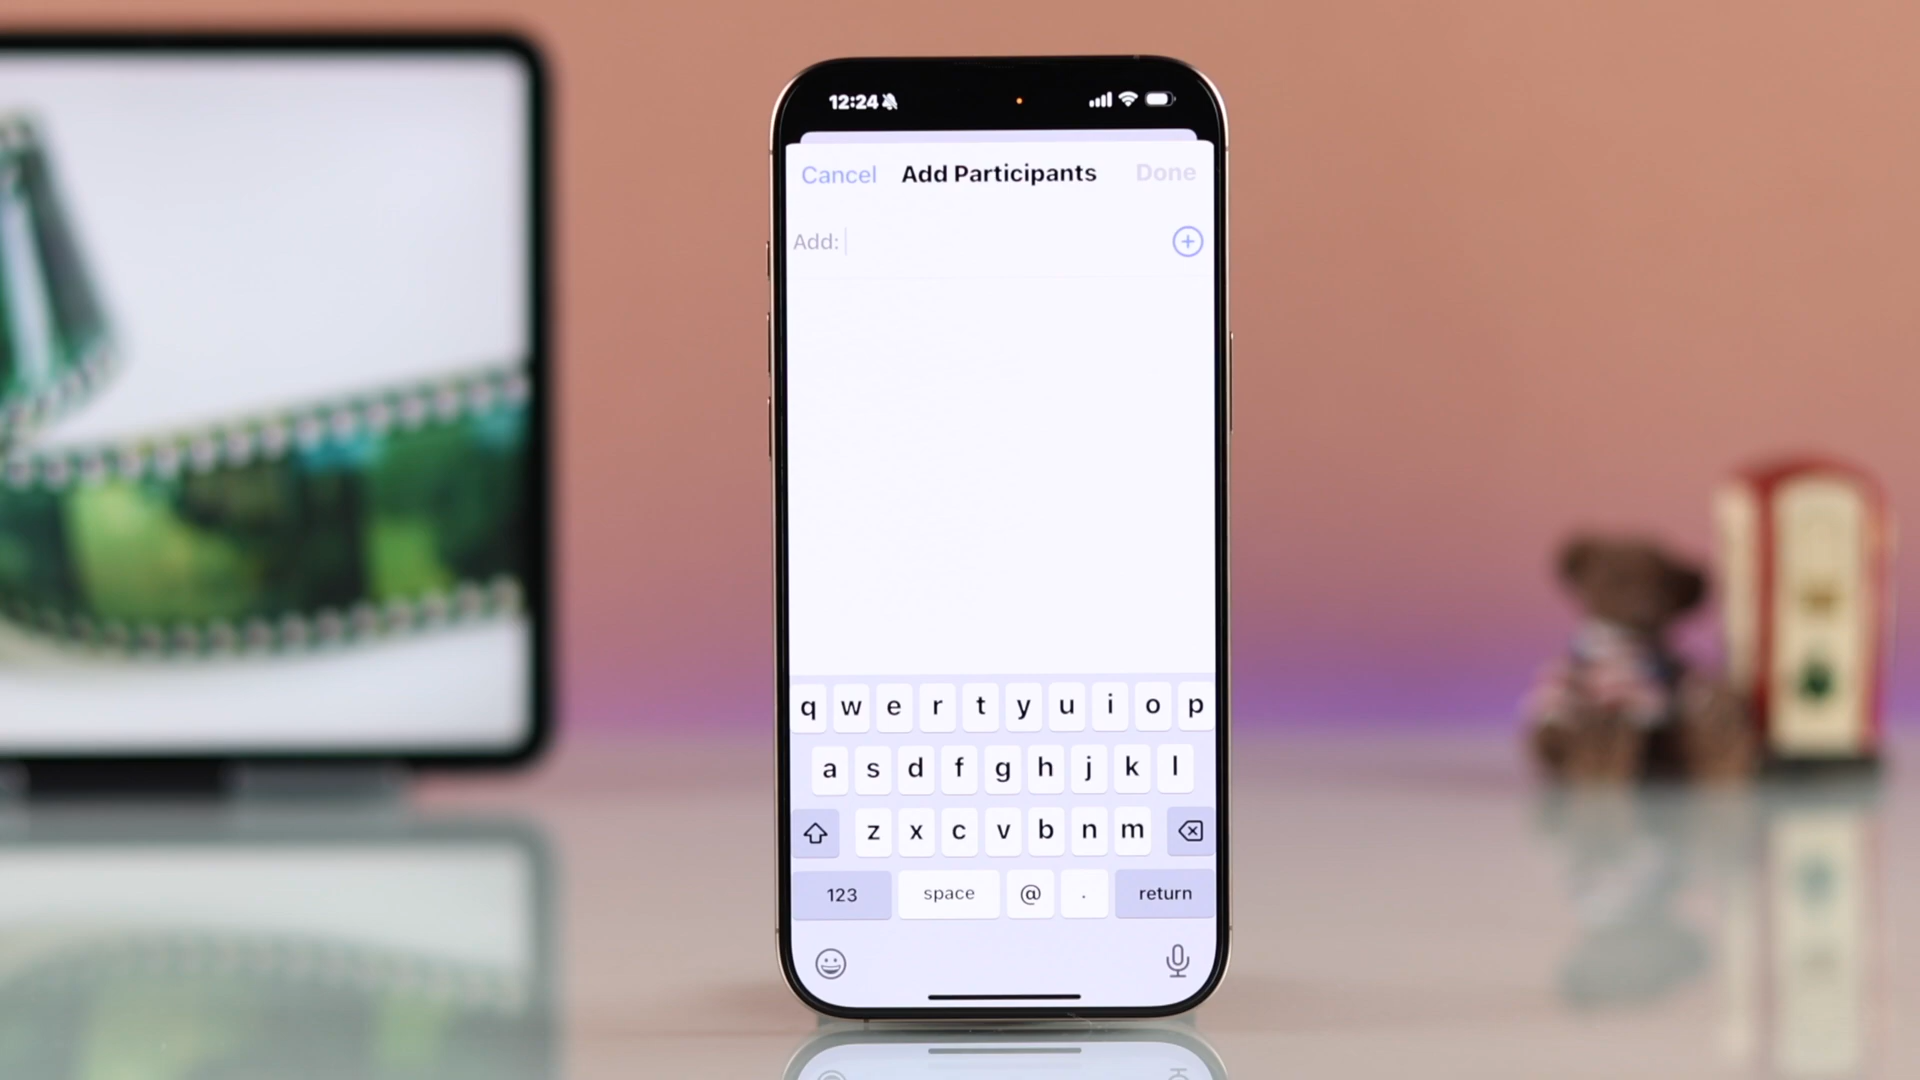 12:24
Cancel Add Participants Done
Add:
q w e r t y u i o p
a s d f g h j k l
z x c v b n m
123 space @ . return